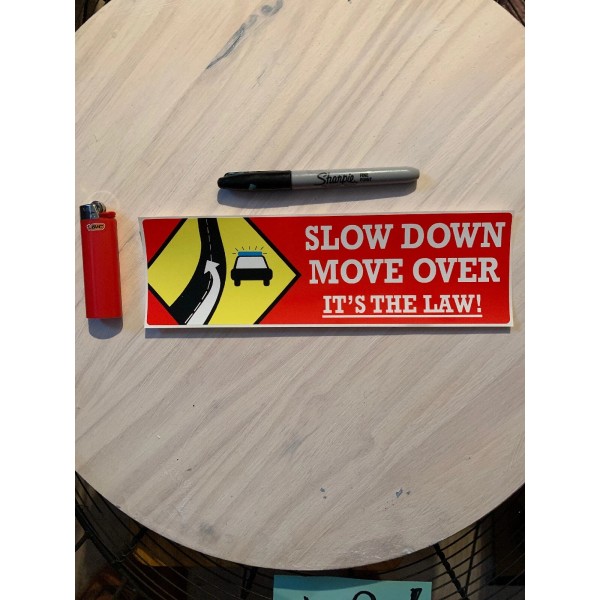 Sharpie
BIC
SLOW DOWN
MOVE OVER
IT'S THE LAW!